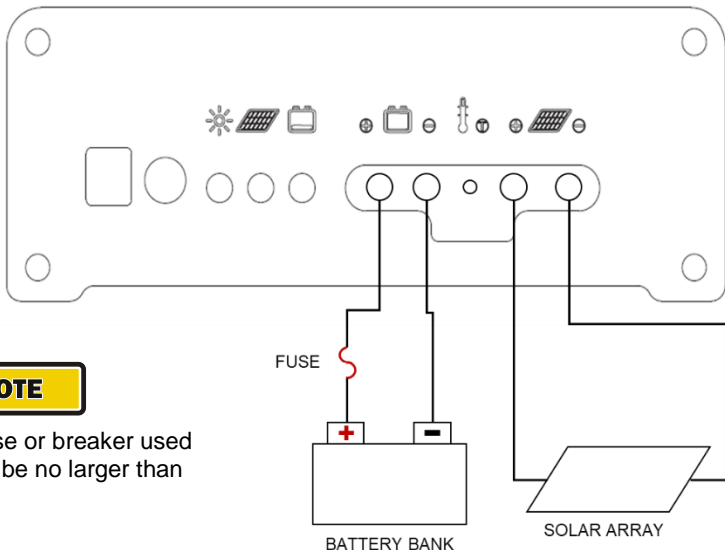 FUSE
OTE
se or breaker used
be no larger than
+ -
BATTERY BANK
SOLAR ARRAY